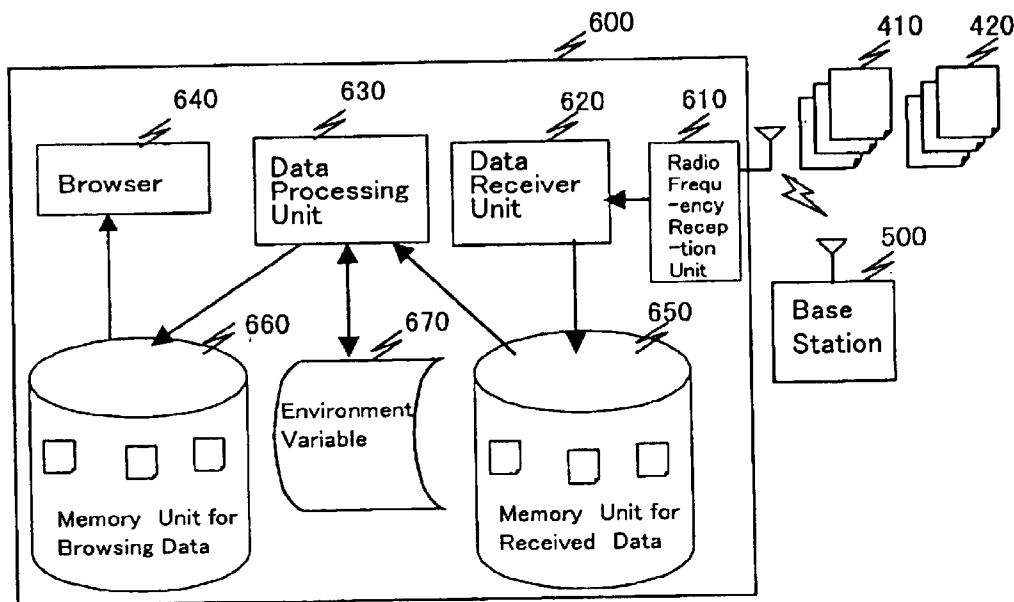 600
410
420
640
630
620
610
Browser
Data
Processing
Unit
Data
Receiver
Unit
Radio
Frequ
-ency
Recep
-tion
Unit
500
Base
Station
660
670
650
Environment
Variable
Memory Unit for
Browsing Data
Memory Unit for
Received Data